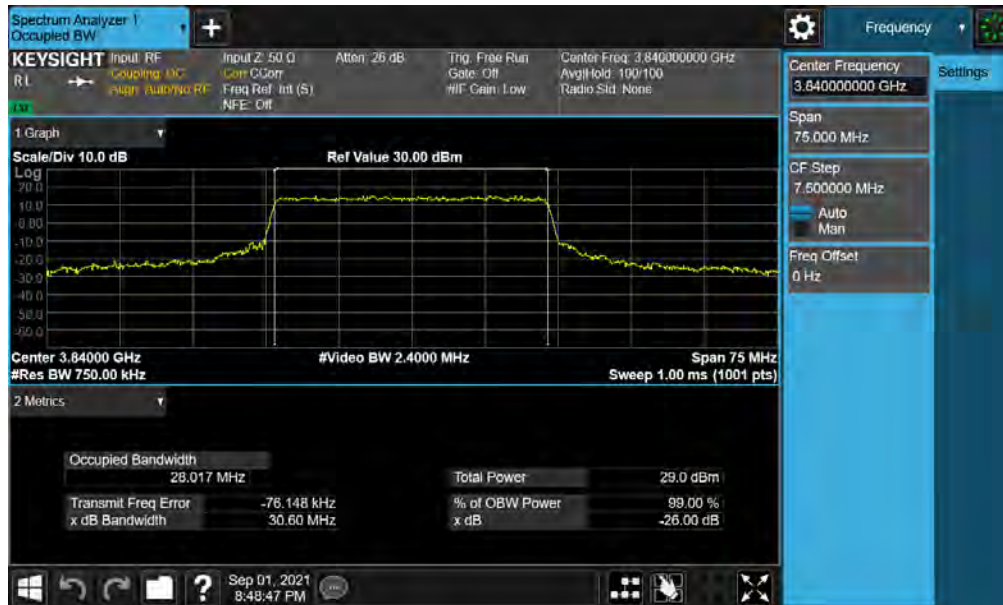 Spectrum Analyzer 1
Occupied BW
Frequency
KEYSIGHT
R L
Input: RF
Coupling: DC
Align: Auto/No RF
Input Z: 50 Ω
Corr CCorr
Freq Ref: Int (S)
NFE: Off
Atten: 26 dB
Trig: Free Run
Gate: Off
#IF Gain: Low
Center Freq: 3.840000000 GHz
Avg|Hold: 100/100
Radio Std: None
Center Frequency
3.840000000 GHz
Settings
Span
75.000 MHz
CF Step
7.500000 MHz
Auto
Man
Freq Offset
0 Hz
1 Graph
Scale/Div 10.0 dB
Ref Value 30.00 dBm
Log
20.0
10.0
0.00
-10.0
-20.0
-30.0
-40.0
-50.0
-60.0
Center 3.84000 GHz
#Video BW 2.4000 MHz
Span 75 MHz
#Res BW 750.00 kHz
Sweep 1.00 ms (1001 pts)
2 Metrics
Occupied Bandwidth
28.017 MHz
Total Power 29.0 dBm
Transmit Freq Error -76.148 kHz
% of OBW Power 99.00 %
x dB Bandwidth 30.60 MHz
x dB -26.00 dB
Sep 01, 2021
8:48:47 PM